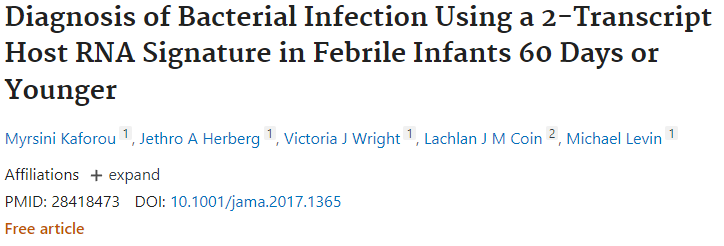 Diagnosis of Bacterial Infection Using a 2-Transcript
Host RNA Signature in Febrile Infants 60 Days or
Younger
Myrsini Kaforou 1, Jethro A Herberg 1, Victoria J Wright 1, Lachlan J M Coin 2, Michael Levin 1
Affiliations + expand
PMID: 28418473 DOI: 10.1001/jama.2017.1365
Free article